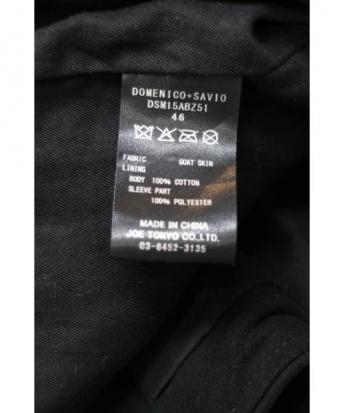 DOMENICO+SAVIO
DSM15ABZ51
46
FABRIC GOAT SKIN
LINING
BODY 100% COTTON
SLEEVE PART
100% POLYESTER
MADE IN CHINA
JOE TOKYO CO.,LTD.
03-6452-3135